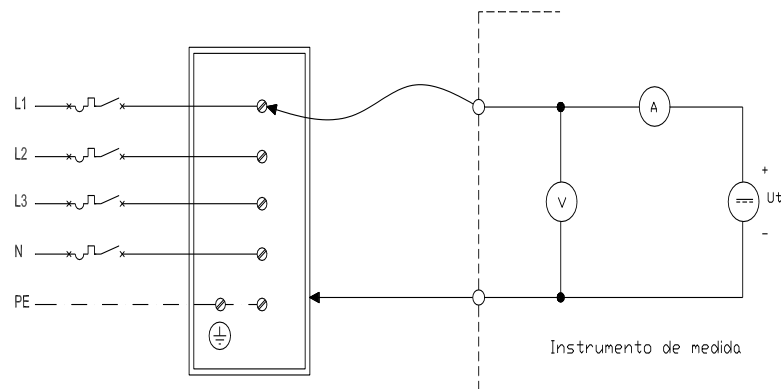 L1
L2
L3
N
PE
A
V
+
Ut
-
Instrumento de medida